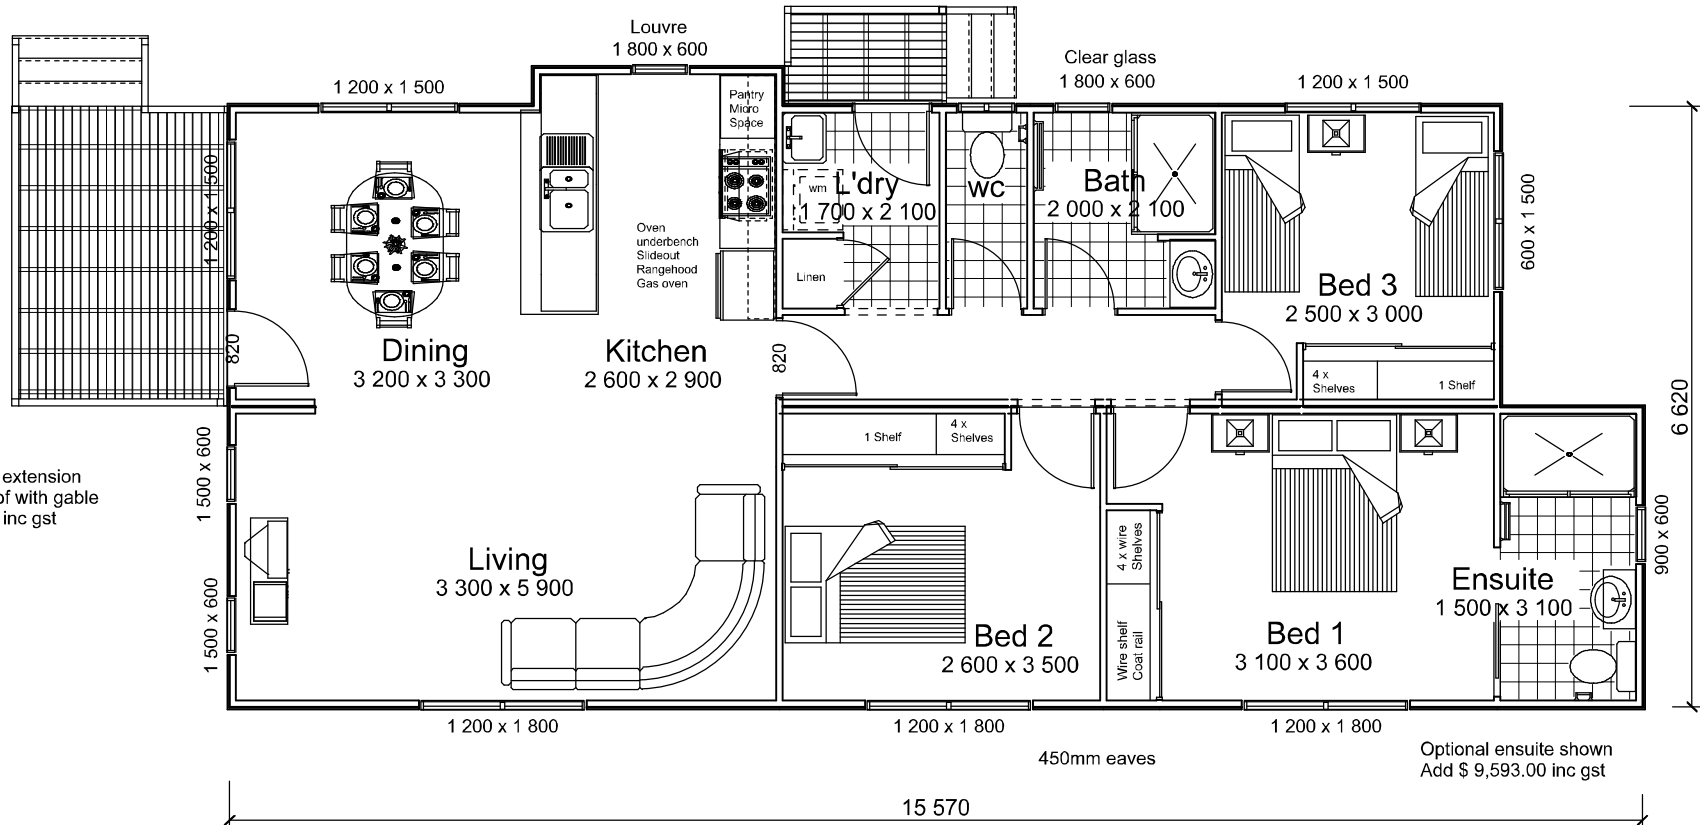 Louvre
1 800 x 600
Clear glass
1 800 x 600
1 200 x 1 500
1 200 x 1 500
Pantry
Micro
Space
1 200 x 1 500
wm
L'dry
1 700 x 2 100
wc
Bath
2 000 x 2 100
600 x 1 500
Oven
underbench
Slideout
Rangehood
Gas oven
Linen
Bed 3
2 500 x 3 000
820
Dining
3 200 x 3 300
Kitchen
2 600 x 2 900
820
4 x
Shelves
1 Shelf
6 620
1 Shelf
4 x
Shelves
extension
of with gable
inc gst
1 500 x 600
4 x wire
Shelves
900 x 600
Living
3 300 x 5 900
Ensuite
1 500 x 3 100
1 500 x 600
Bed 2
2 600 x 3 500
Wire shelf
Coat rail
Bed 1
3 100 x 3 600
1 200 x 1 800
1 200 x 1 800
1 200 x 1 800
450mm eaves
Optional ensuite shown
Add $ 9,593.00 inc gst
15 570